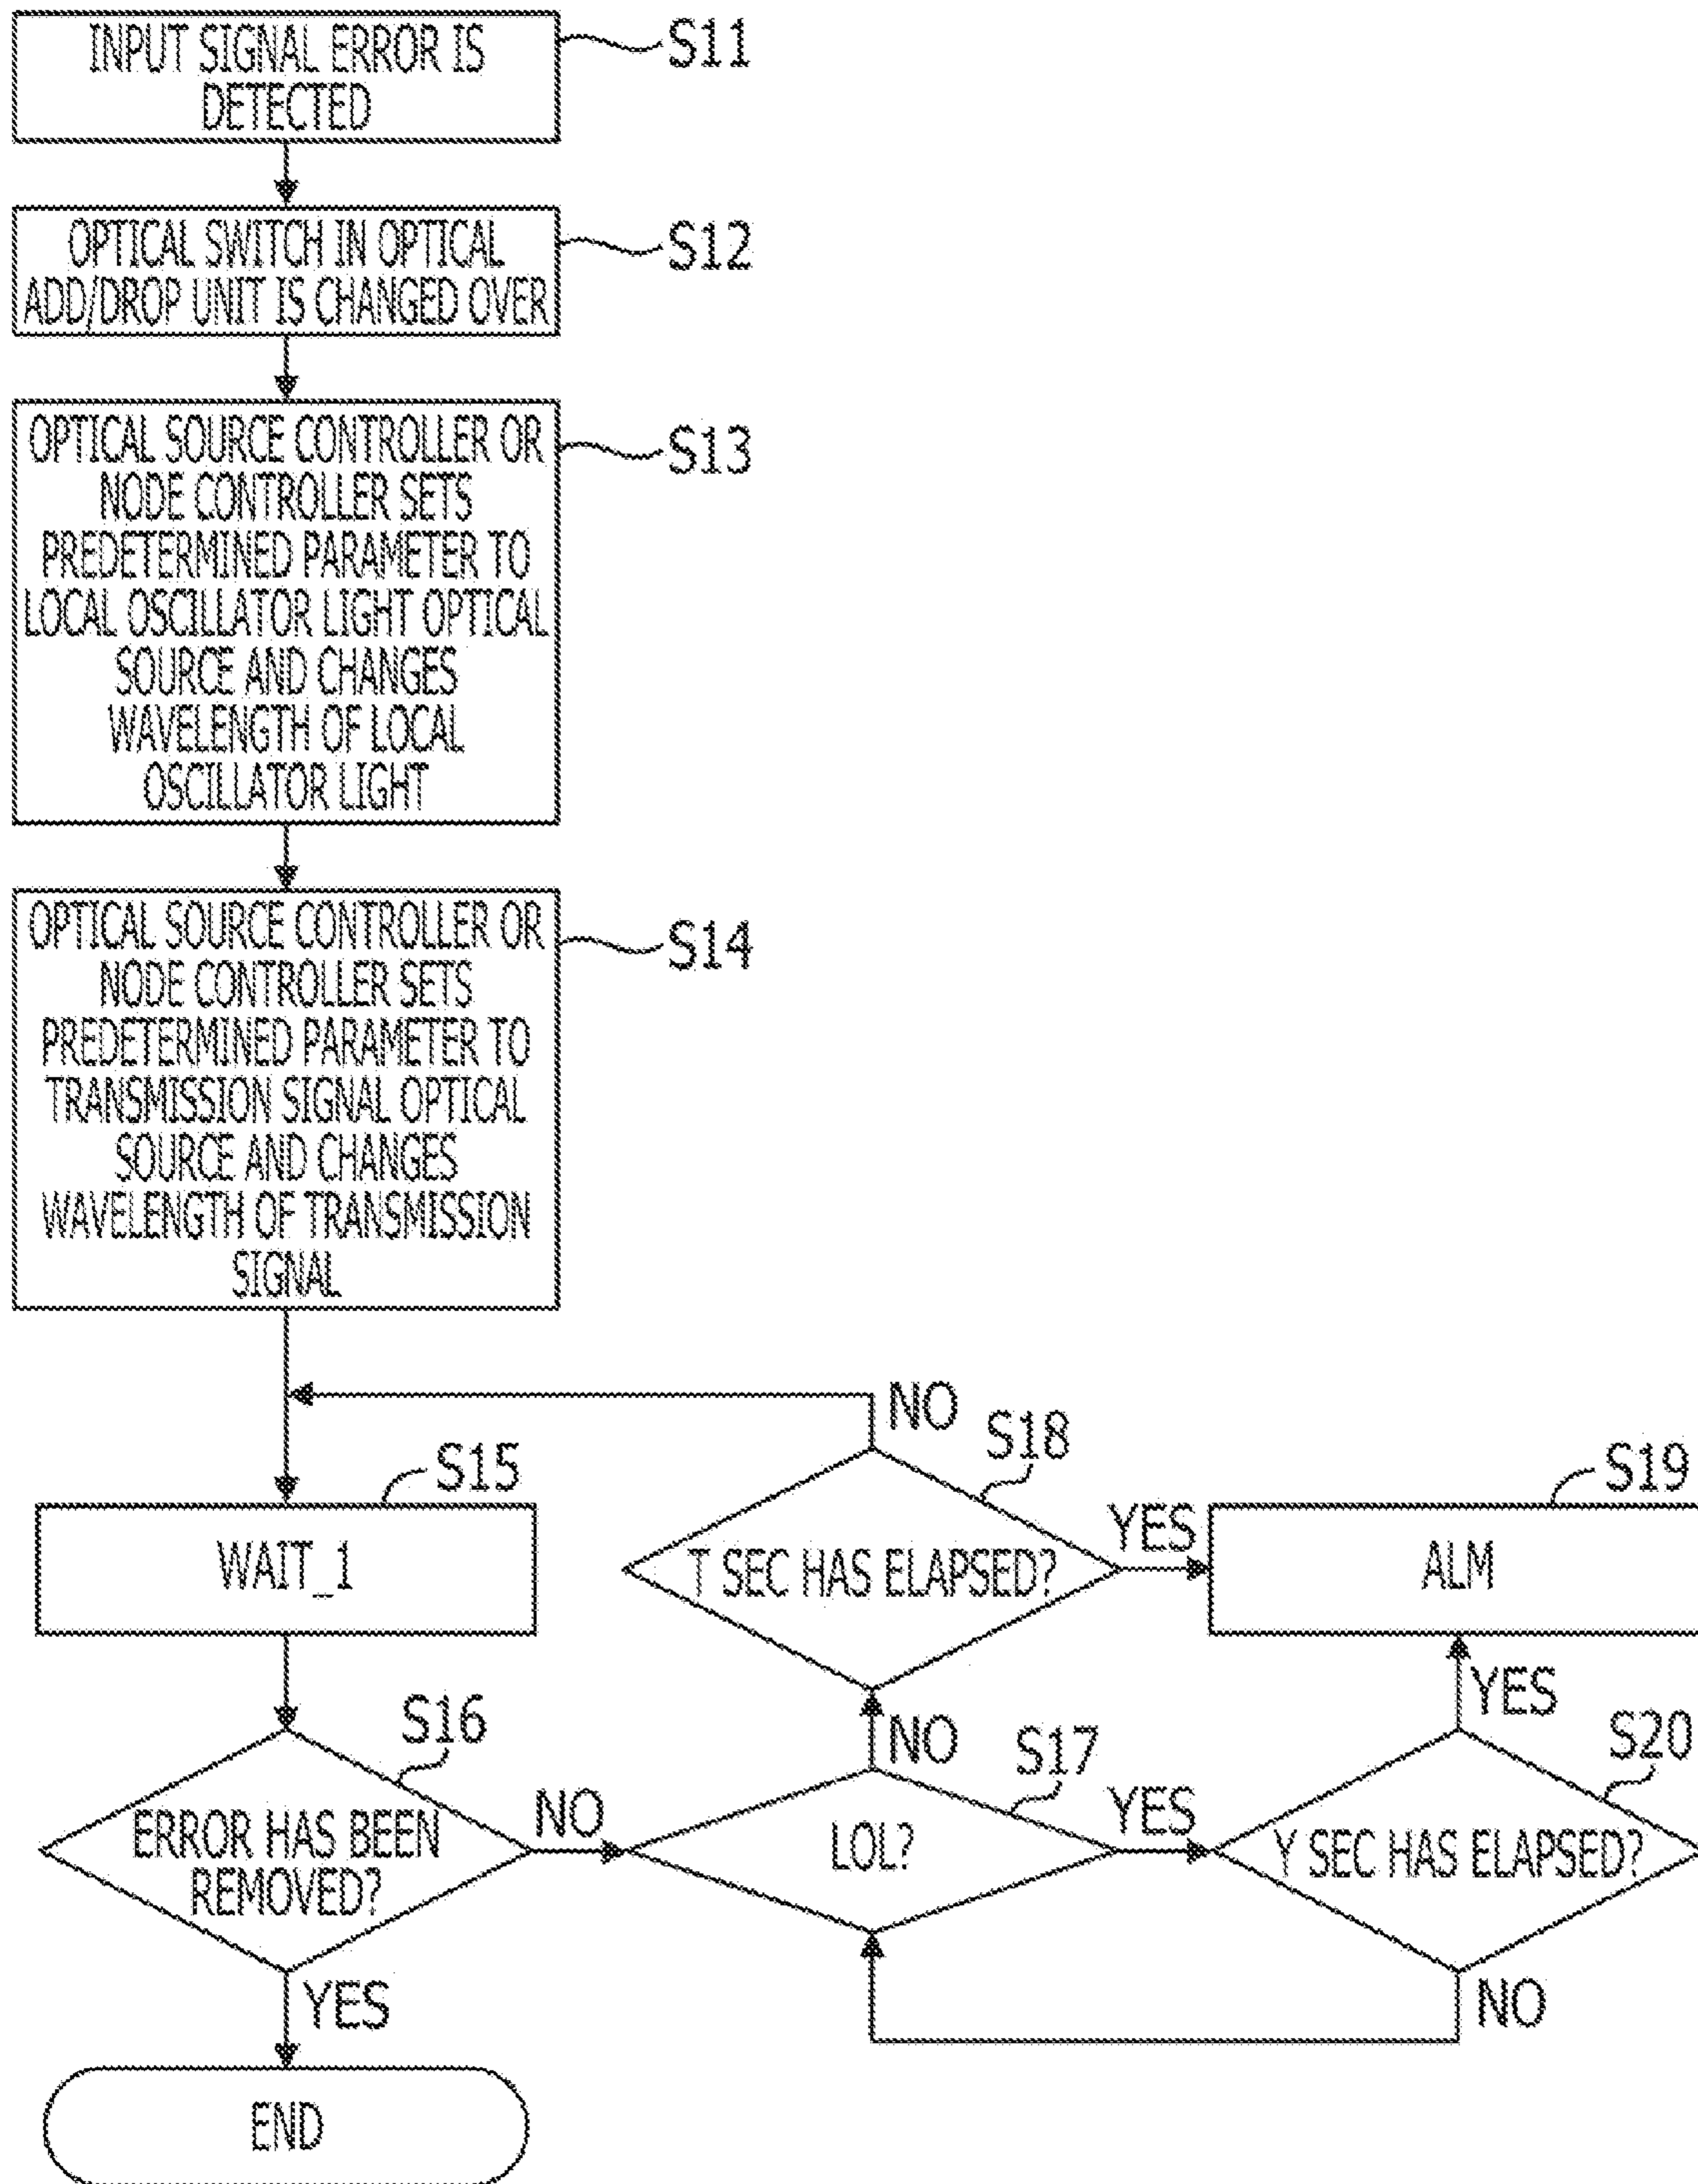 INPUT SIGNAL ERROR IS
DETECTED
S11
OPTICAL SWITCH IN OPTICAL
ADD/DROP UNIT IS CHANGED OVER
S12
OPTICAL SOURCE CONTROLLER OR
NODE CONTROLLER SETS
PREDETERMINED PARAMETER TO
LOCAL OSCILLATOR LIGHT OPTICAL
SOURCE AND CHANGES
WAVELENGTH OF LOCAL
OSCILLATOR LIGHT
S13
OPTICAL SOURCE CONTROLLER OR
NODE CONTROLLER SETS
PREDETERMINED PARAMETER TO
TRANSMISSION SIGNAL OPTICAL
SOURCE AND CHANGES
WAVELENGTH OF TRANSMISSION
SIGNAL
S14
NO
S18
S15
S19
WAIT_1
T SEC HAS ELAPSED?
YES
ALM
S16
NO
S17
YES
S20
ERROR HAS BEEN
REMOVED?
NO
LOL?
YES
Y SEC HAS ELAPSED?
YES
NO
END